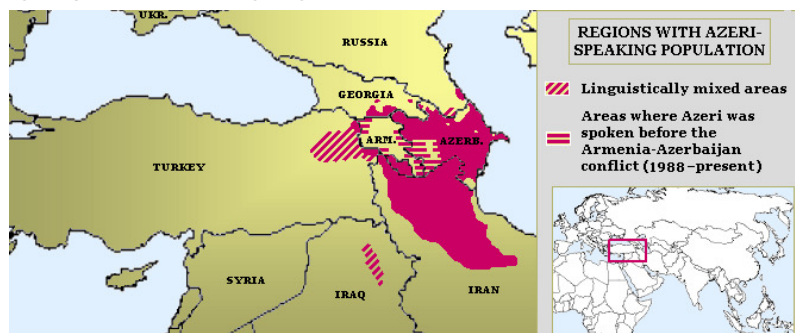 UKR.
RUSSIA
GEORGIA
ARM.
AZERB.
TURKEY
SYRIA
IRAQ
IRAN
REGIONS WITH AZERI-
SPEAKING POPULATION
Linguistically mixed areas
Areas where Azeri was
spoken before the
Armenia-Azerbaijan
conflict (1988-present)